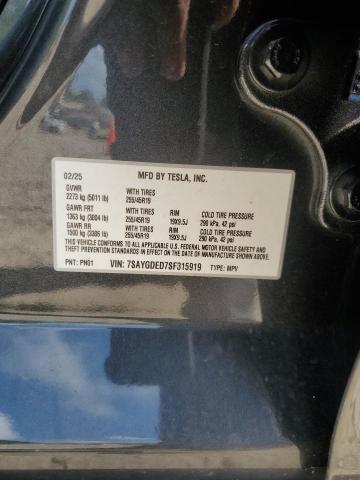 02/25 MFD BY TESLA, INC.
GVWR WITH TIRES
2273 kg (5011 lb) 255/45R19
GAWR FRT WITH TIRES RIM COLD TIRE PRESSURE
1363 kg (3004 lb) 255/45R19 19X9.5J 290 kPa, 42 psi
GAWR RR WITH TIRES RIM COLD TIRE PRESSURE
1500 kg (3306 lb) 255/45R19 19X9.5J 290 kPa, 42 psi
THIS VEHICLE CONFORMS TO ALL APPLICABLE U.S. FEDERAL MOTOR VEHICLE SAFETY AND
THEFT PREVENTION STANDARDS IN EFFECT ON THE DATE OF MANUFACTURE SHOWN ABOVE.
PNT: PN01 VIN: 7SAYGDED7SF315919 TYPE: MPV